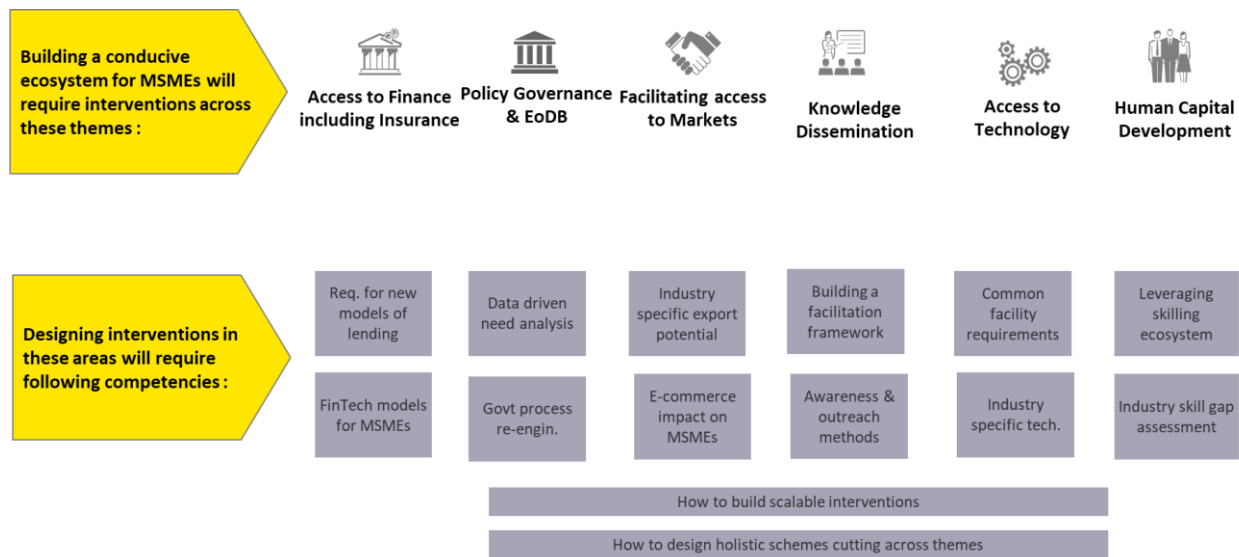 Building a conducive
ecosystem for MSMEs will
require interventions across
these themes :
Access to Finance
including Insurance
Policy Governance
& EoDB
Facilitating access
to Markets
Knowledge
Dissemination
Access to
Technology
Human Capital
Development
Designing interventions in
these areas will require
following competencies :
Req. for new
models of
lending
Data driven
need analysis
Industry
specific export
potential
Building a
facilitation
framework
Common
facility
requirements
Leveraging
skilling
ecosystem
FinTech models
for MSMEs
Govt process
re-engin.
E-commerce
impact on
MSMEs
Awareness &
outreach
methods
Industry
specific tech.
Industry skill gap
assessment
How to build scalable interventions
How to design holistic schemes cutting across themes